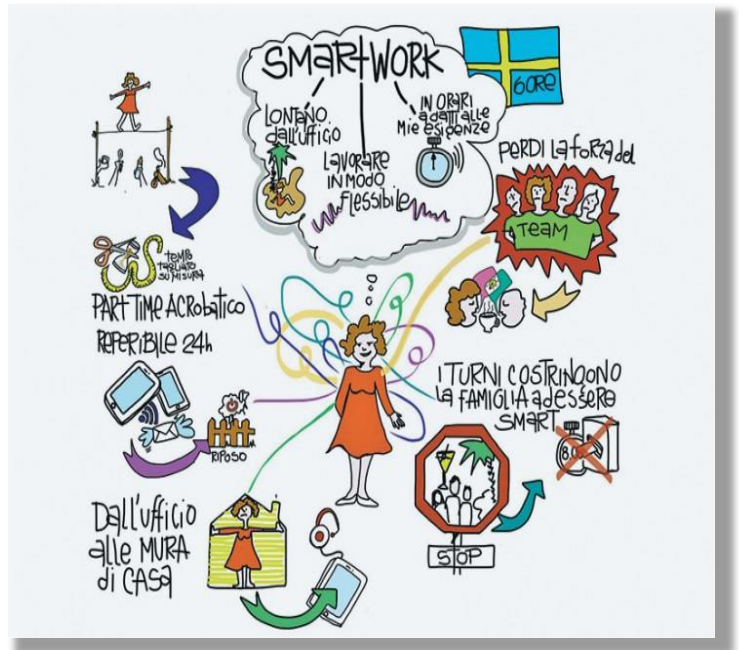 SMARTWORK
6ORE
LONTANO
dall'UFFICIO
LAVORARE
IN MODO
flessibile
IN ORARI
ADATTI ALLE
MIE ESIGENZE
PERDI LA FORZA del
TEAM
TEMPO
TAGLIATO
SU MISURA
PART TIME ACROBATICO
REPERIBILE 24h
RIPOSO
I TURNI COSTRINGONO
LA FAMIGLIA ad ESSERE
SMART
STOP
Dall'ufficio
alle MURA
di CASA